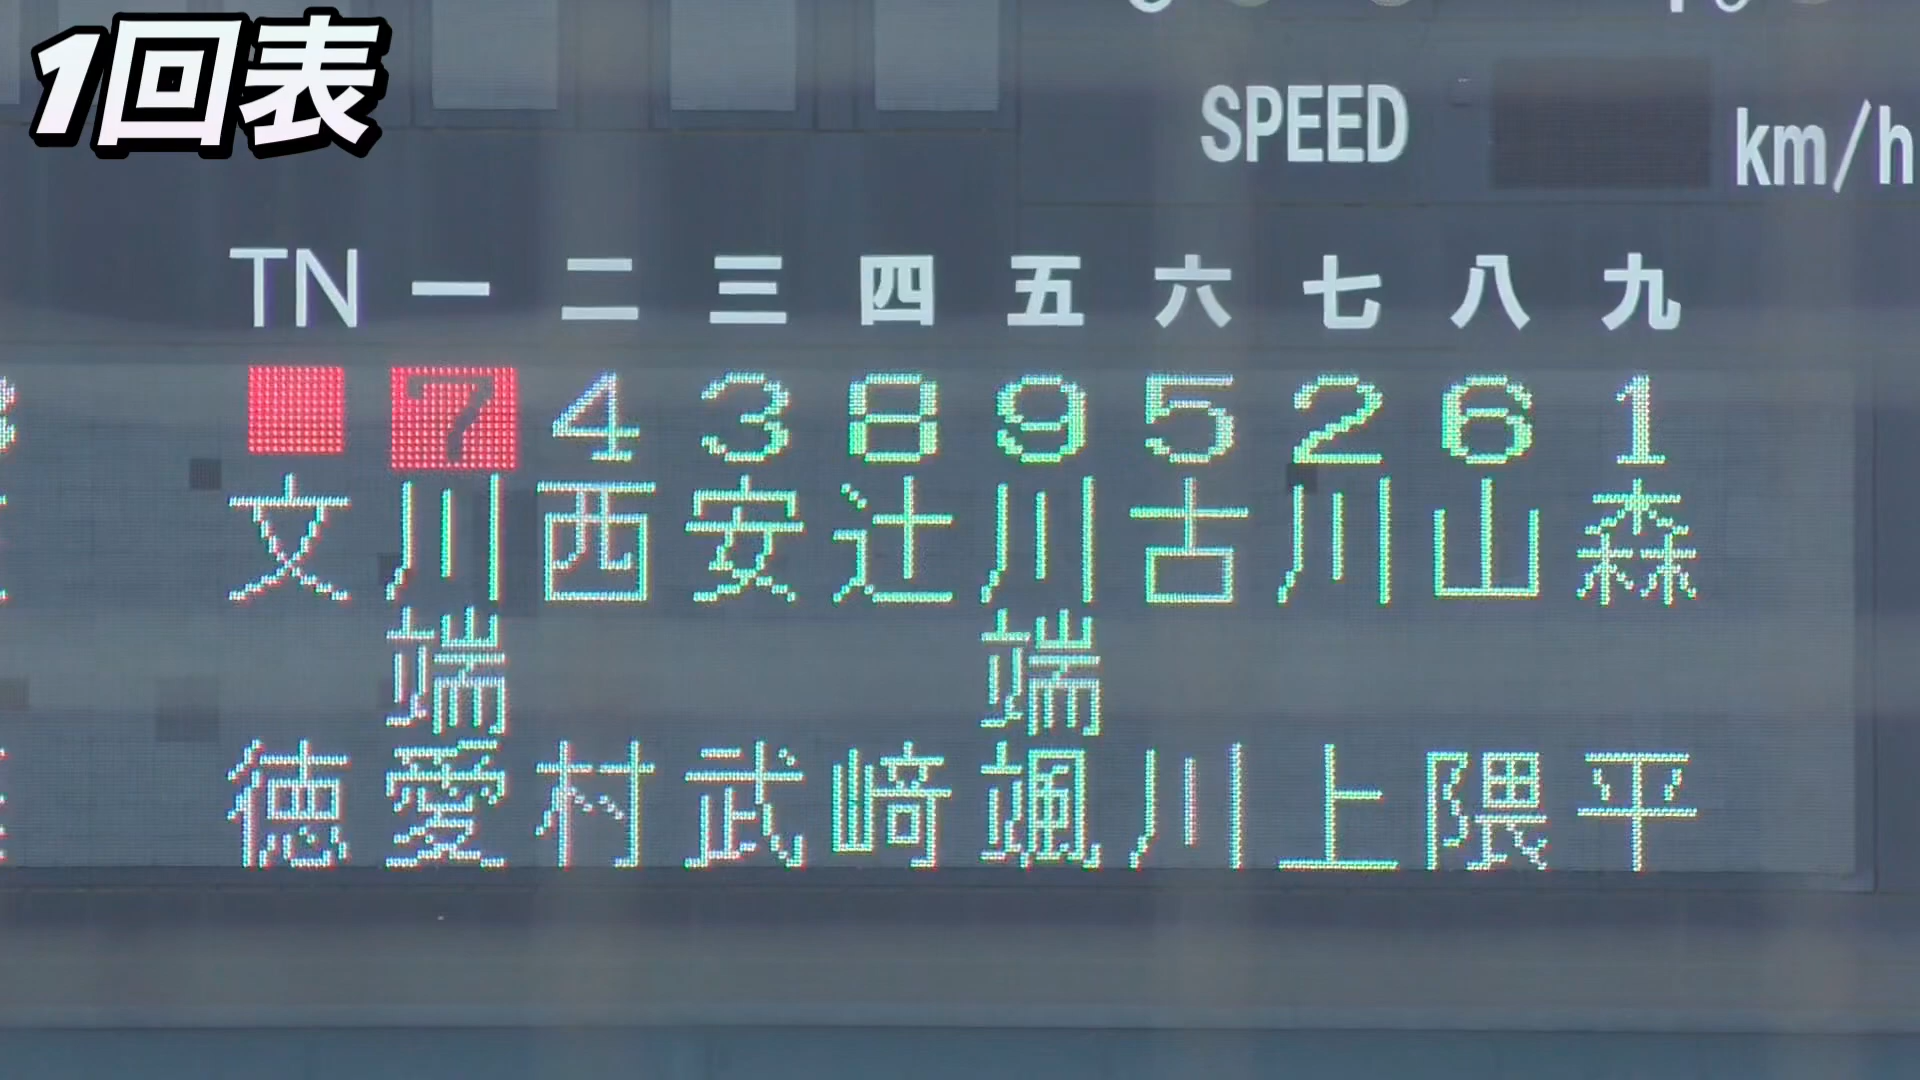 1回表
SPEED km/h
TN 一 二 三 四 五 六 七 八 九
7 4 3 8 9 5 2 6 1
文徳
川端愛
西村
安武
辻崎
川端颯
古川
川上
山隈
森平